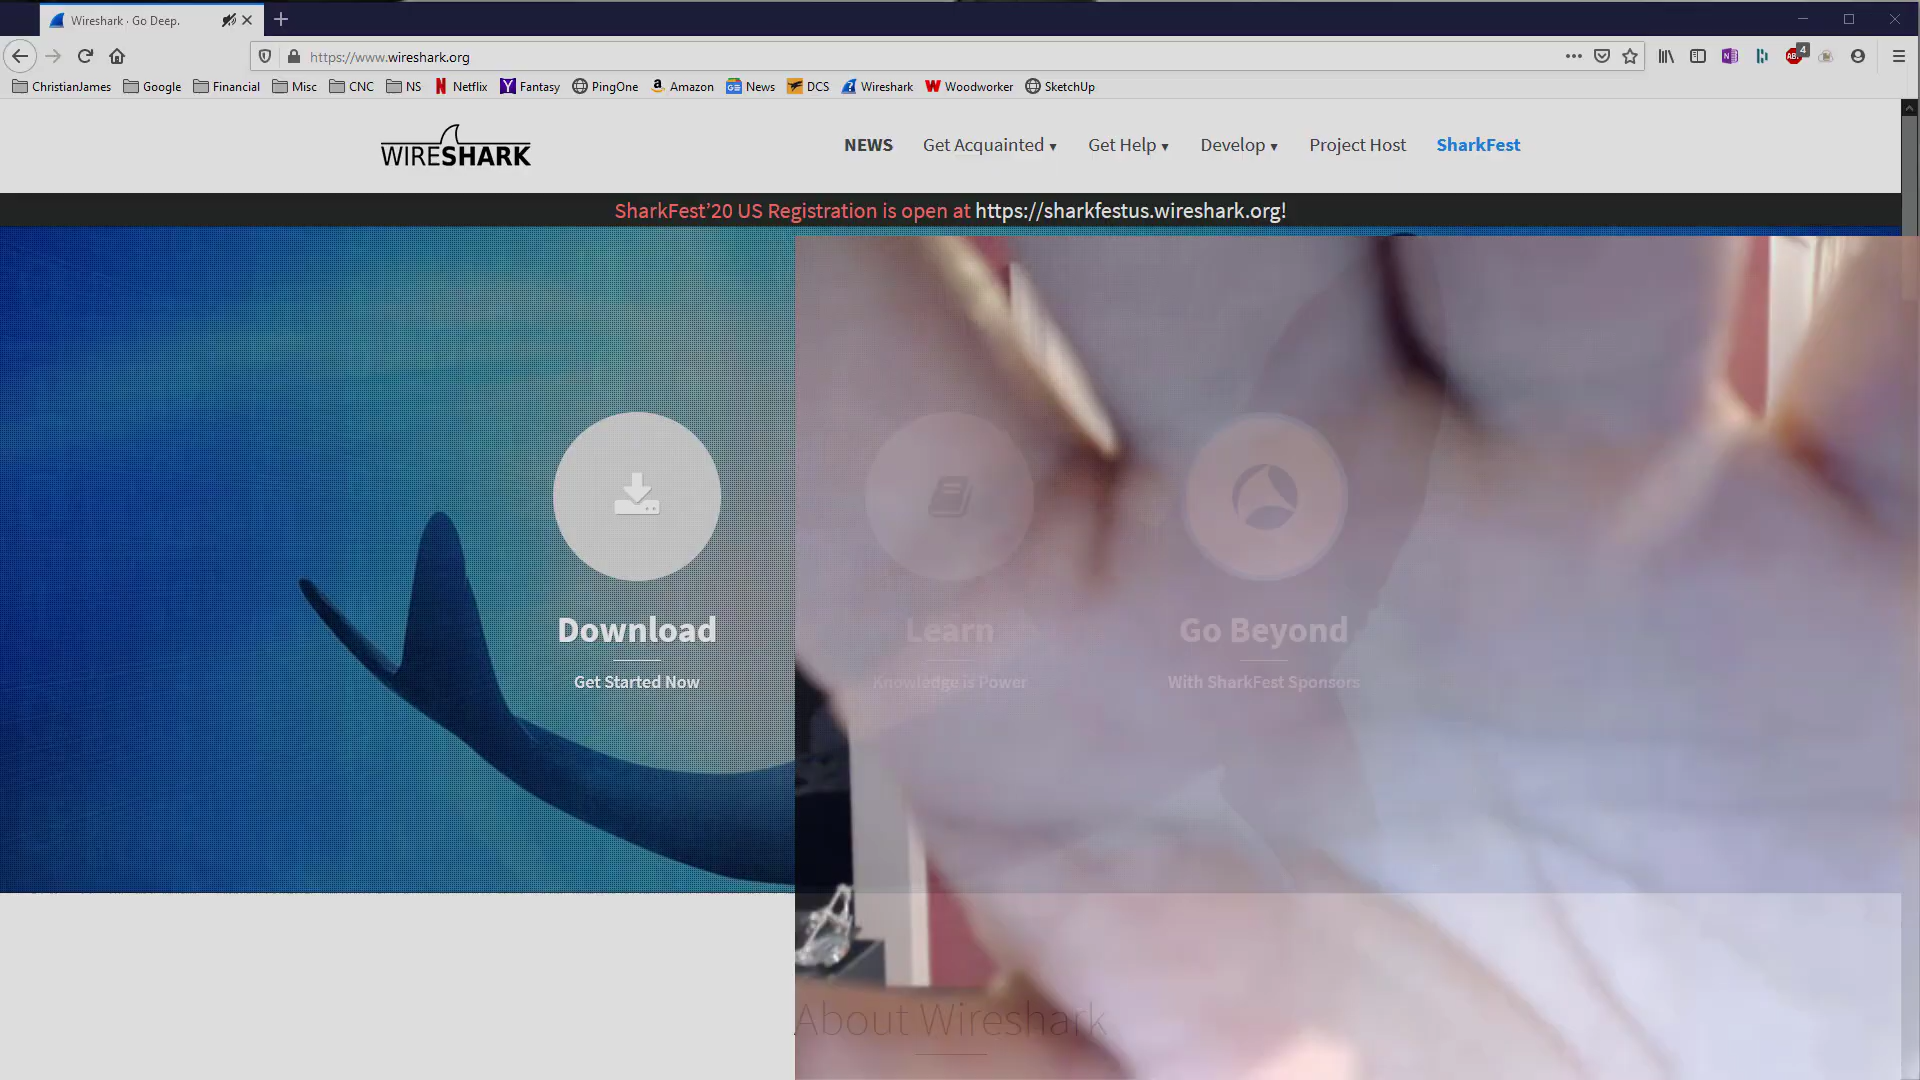 Wireshark · Go Deep.
https://www.wireshark.org
ChristianJames Google Financial Misc CNC NS Netflix Fantasy PingOne Amazon News DCS Wireshark Woodworker SketchUp
4
WIRESHARK
NEWS Get Acquainted Get Help Develop Project Host SharkFest
SharkFest’20 US Registration is open at https://sharkfestus.wireshark.org!
Download Learn Go Beyond
Get Started Now Knowledge is Power With SharkFest Sponsors
About Wireshark